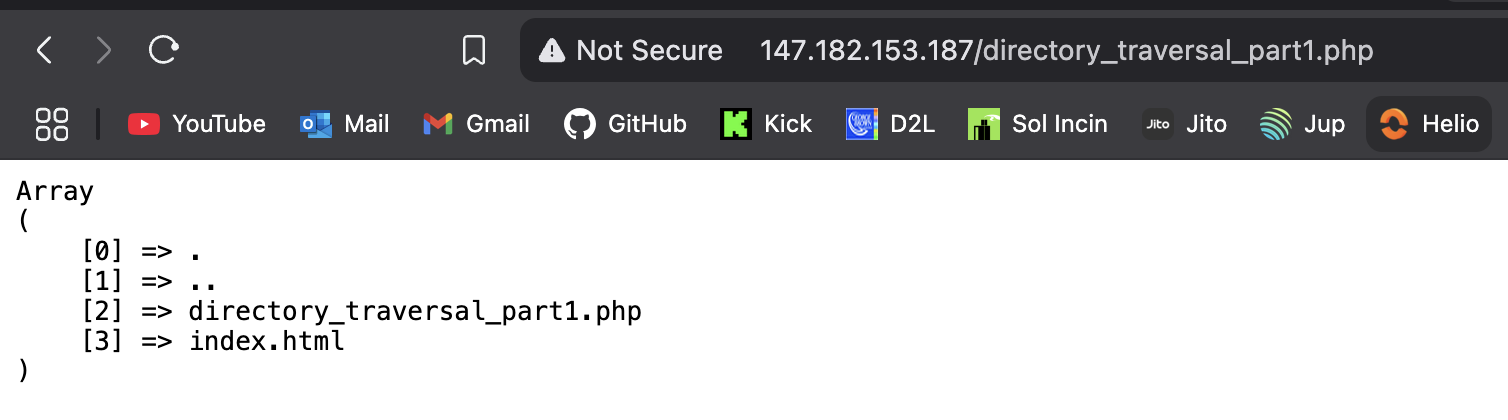 Not Secure 147.182.153.187/directory_traversal_part1.php
YouTube Mail Gmail GitHub Kick D2L Sol Incin Jito Jito Jup Helio
Array
(
[0] => .
[1] => ..
[2] => directory_traversal_part1.php
[3] => index.html
)